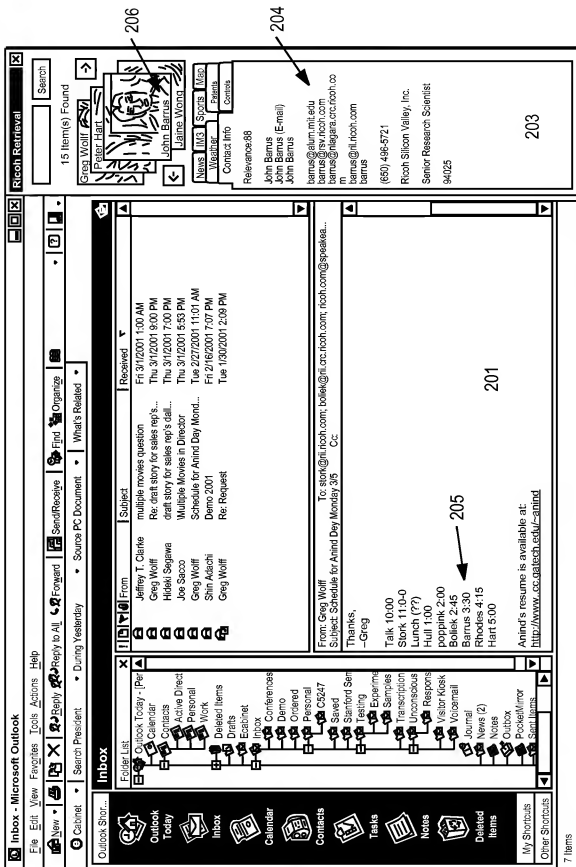 Inbox - Microsoft Outlook
File Edit View Favorites Tools Actions Help
New Reply Reply to All Forward Send/Receive Find Organize
Cabinet Search President During Yesterday Source PC Document What's Related
Outlook Shor...
Outlook Today
Inbox
Calendar
Contacts
Tasks
Notes
Deleted Items
My Shortcuts
Other Shortcuts
7 Items
Inbox
Folder List
Outlook Today - [Per
Calendar
Contacts
Active Direct
Personal
Work
Deleted Items
Drafts
Ecabinet
Inbox
Conferences
Demo
Ordered
Personal
C5247
Saved
Stanford Sem
Testing
Experime
Samples
Transcription
Unchanced
Respons
Visitor Kiosk
Voicemail
Journal
News (2)
Notes
Outbox
PocketMirror
Sent Items
From Subject Received
Jeffrey T. Clarke multiple movies question Fri 3/1/2001 1:00 AM
Greg Wolff Re: draft story for sales rep's... Thu 3/1/2001 9:00 PM
Hideki Segawa draft story for sales rep's dail... Thu 3/1/2001 7:00 PM
Joe Sacco Multiple Movies in Director Thu 3/1/2001 5:53 PM
Greg Wolff Schedule for Anind Day Mond... Tue 2/27/2001 11:01 AM
Shin Adachi Demo 2001 Fri 2/16/2001 7:07 PM
Greg Wolff Re: Request Tue 1/30/2001 2:09 PM
From: Greg Wolff To: stork@rii.ricoh.com; boliek@rii.crc.ricoh.com; ricoh.com@speakea...
Subject: Schedule for Anind Dey Monday 3/5 Cc:
Thanks,
-Greg
Talk 10:00
Stork 11:0-0
Lunch (??)
Hull 1:00
poppink 2:00
Boliek 2:45
Barrus 3:30
Rhodes 4:15
Hart 5:00
Anind's resume is available at:
http://www..cc.gatech.edu/~anind
205
201
Ricoh Retrieval
Search
15 Item(s) Found
Greg Wolff
Peter Hart
John Barrus
Jaine Wong
206
News IM3 Sports Map
Weather Patents
Contact Info Controls
Relevance:88
John Barrus
John Barrus (E-mail)
John Barrus
barrus@alum.mit.edu
barrus@rsv.ricoh.com
barrus@niagara.crc.ricoh.co
m
barrus@rii.ricoh.com
barrus
(650) 496-5721
Ricoh Silicon Valley, Inc.
Senior Research Scientist
94025
204
203